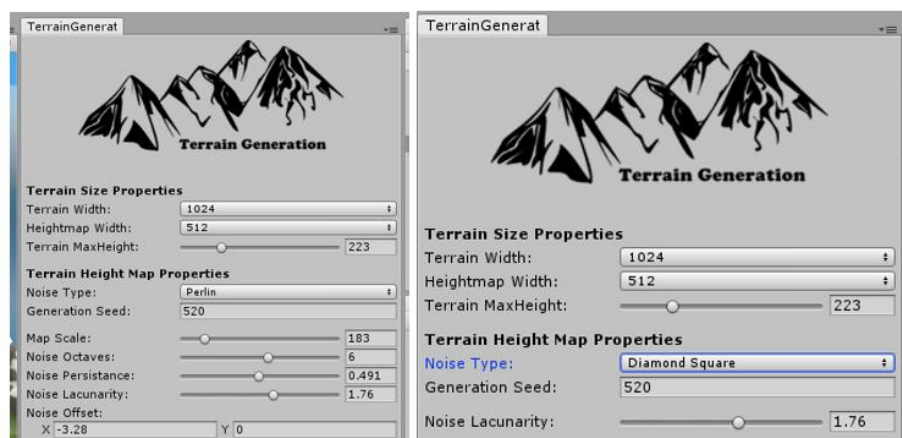 TerrainGenerat
Terrain Generation
Terrain Size Properties
Terrain Width: 1024
Heightmap Width: 512
Terrain MaxHeight: 223
Terrain Height Map Properties
Noise Type: Perlin
Generation Seed: 520
Map Scale: 183
Noise Octaves: 6
Noise Persistance: 0.491
Noise Lacunarity: 1.76
Noise Offset:
X -3.28 Y 0
TerrainGenerat
Terrain Generation
Terrain Size Properties
Terrain Width: 1024
Heightmap Width: 512
Terrain MaxHeight: 223
Terrain Height Map Properties
Noise Type: Diamond Square
Generation Seed: 520
Noise Lacunarity: 1.76